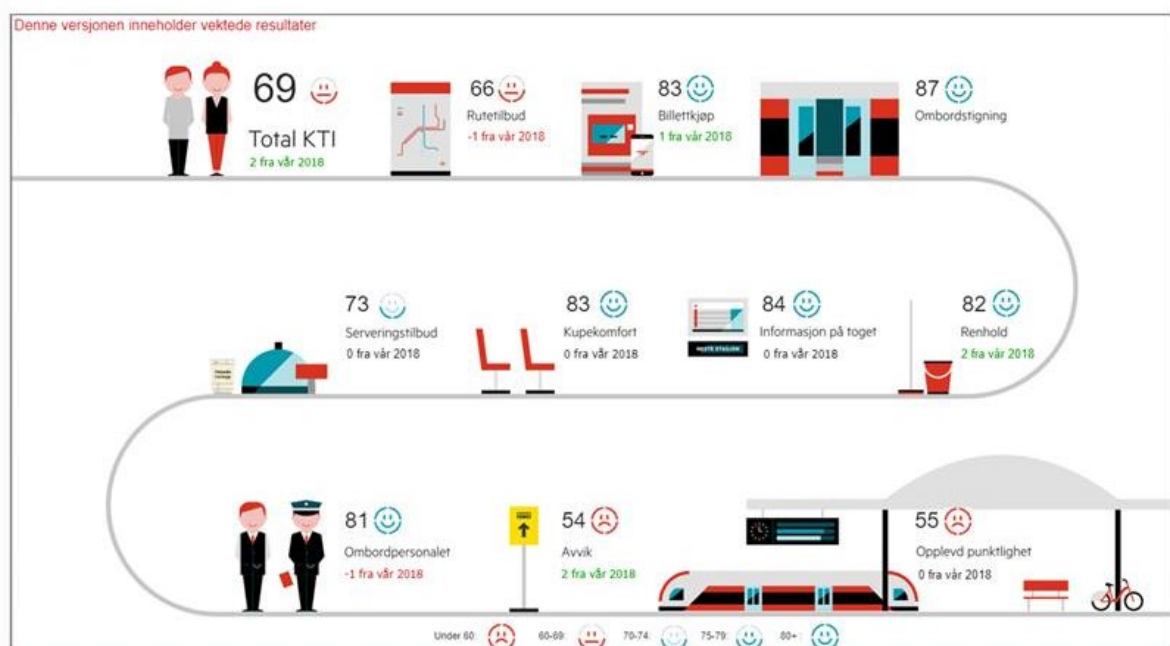 Denne versjonen inneholder vektede resultater
69
Total KTI
2 fra vår 2018
66
Rutetilbud
-1 fra vår 2018
83
Billettkjøp
1 fra vår 2018
87
Ombordstigning
73
Serveringstilbud
0 fra vår 2018
83
Kupekomfort
0 fra vår 2018
NESTE STASJON
84
Informasjon på toget
0 fra vår 2018
82
Renhold
2 fra vår 2018
81
Ombordpersonalet
-1 fra vår 2018
54
Avvik
2 fra vår 2018
55
Opplevd punktlighet
0 fra vår 2018
Under 60: 60-69: 70-74: 75-79: 80+ :